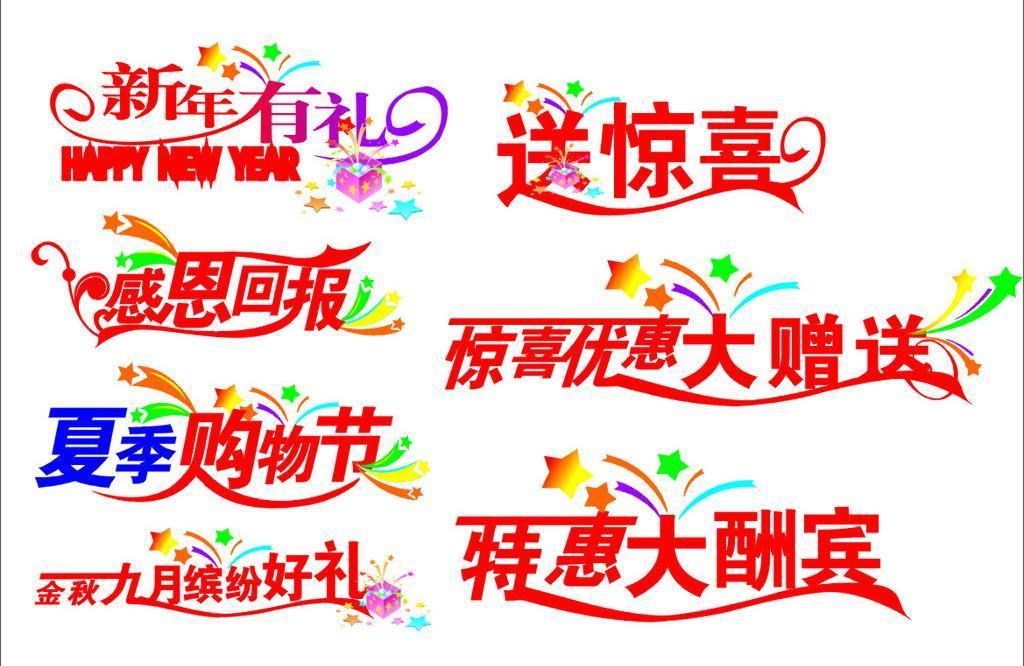 新年有礼
HAPPY NEW YEAR
感恩回报
夏季购物节
金秋九月缤纷好礼
送惊喜
惊喜优惠大赠送
特惠大酬宾